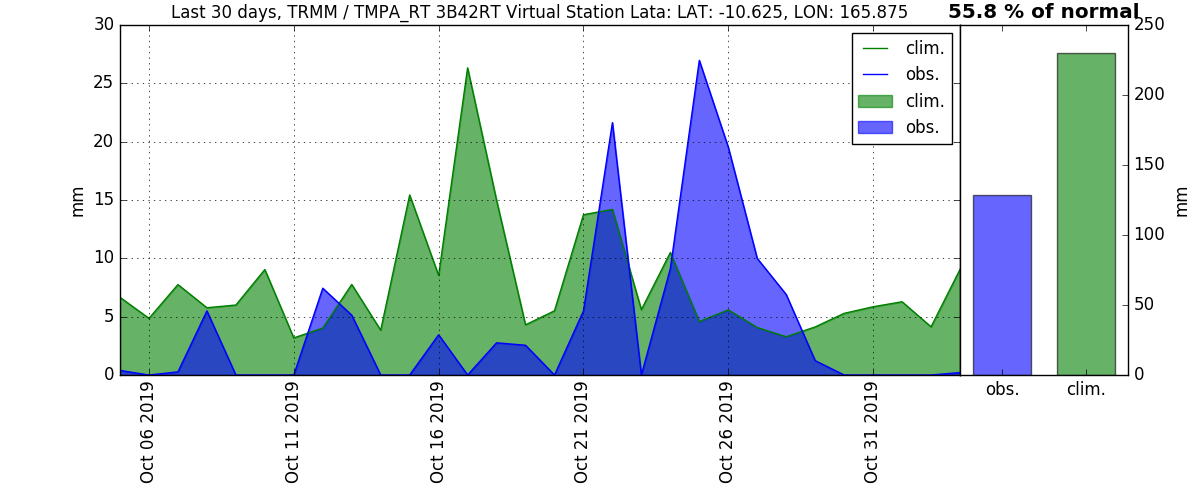 Last 30 days, TRMM / TMPA_RT 3B42RT Virtual Station Lata: LAT: -10.625, LON: 165.875
55.8 % of normal
30
25
20
15
10
5
0
mm
clim.
obs.
clim.
obs.
Oct 06 2019
Oct 11 2019
Oct 16 2019
Oct 21 2019
Oct 26 2019
Oct 31 2019
250
200
150
100
50
0
mm
obs.
clim.